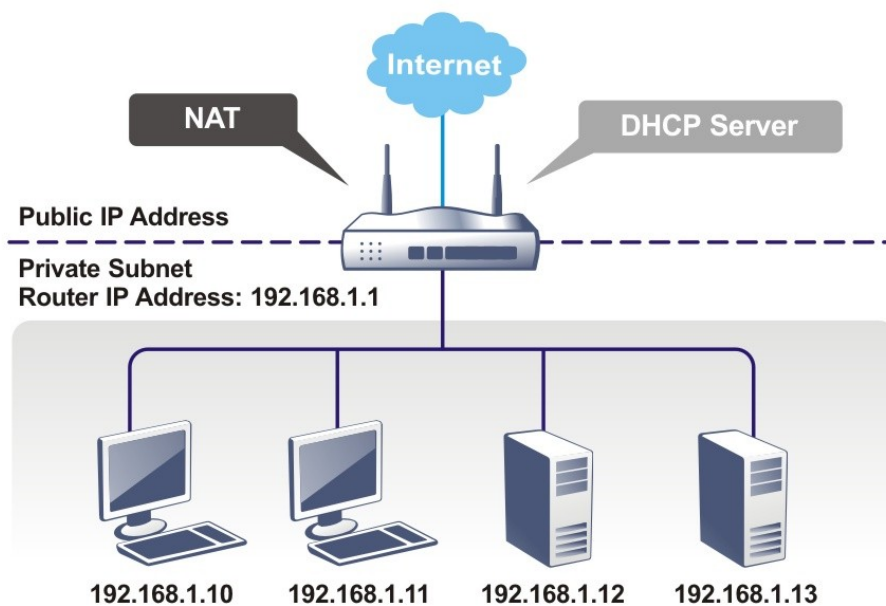 Internet
NAT
DHCP Server
Public IP Address
Private Subnet
Router IP Address: 192.168.1.1
192.168.1.10
192.168.1.11
192.168.1.12
192.168.1.13